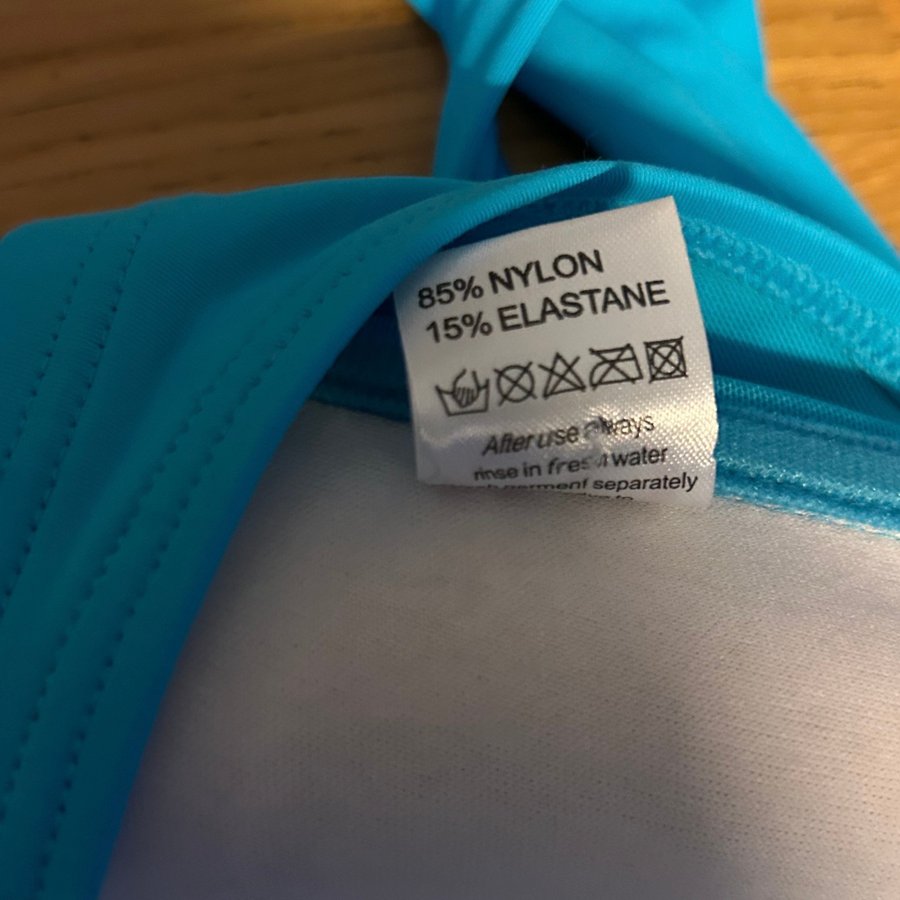 85% NYLON
15% ELASTANE
After use always
rinse in fresh water
garment separately